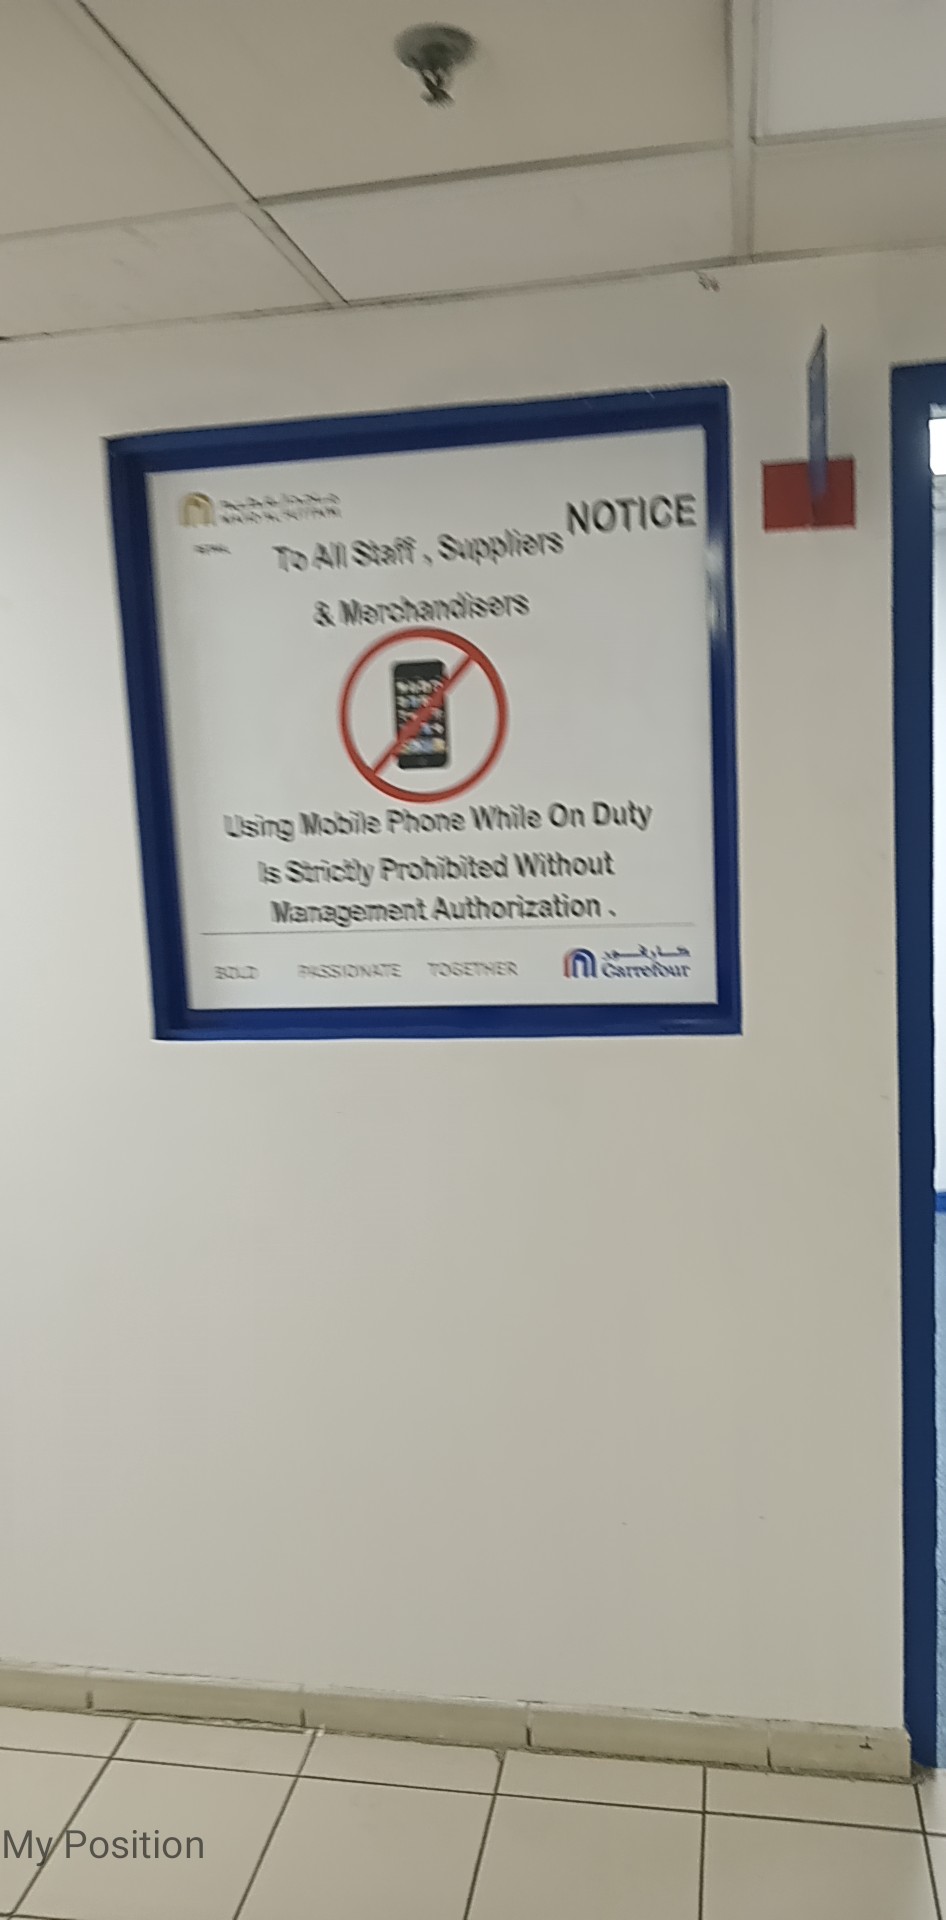 NOTICE
To All Staff , Suppliers
& Merchandisers
Using Mobile Phone While On Duty
Is Strictly Prohibited Without
Management Authorization .
BOLD PASSIONATE TOGETHER
كارفور
Carrefour
My Position